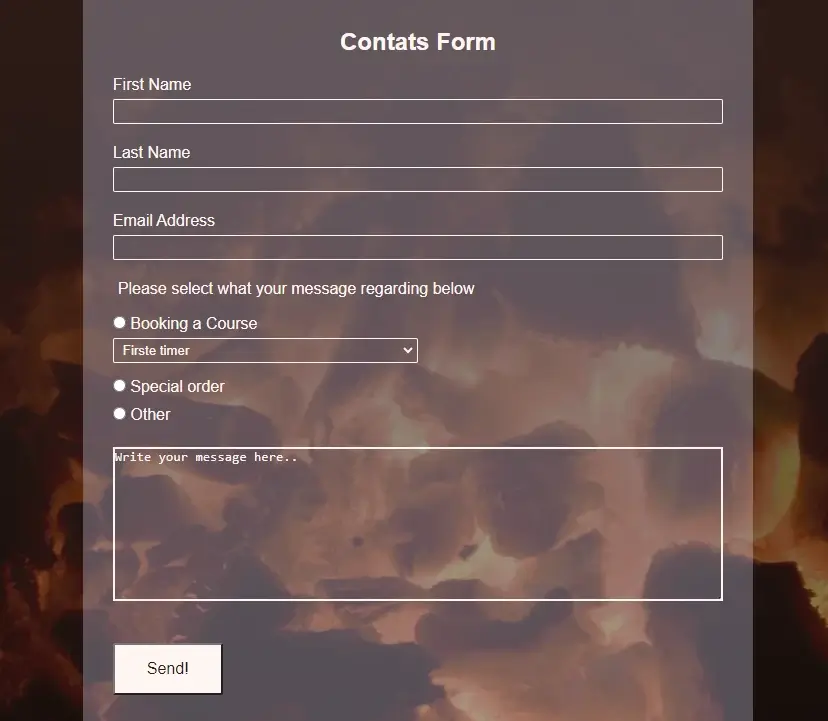 Contats Form
First Name
Last Name
Email Address
Please select what your message regarding below
Booking a Course
Firste timer
Special order
Other
Write your message here..
Send!